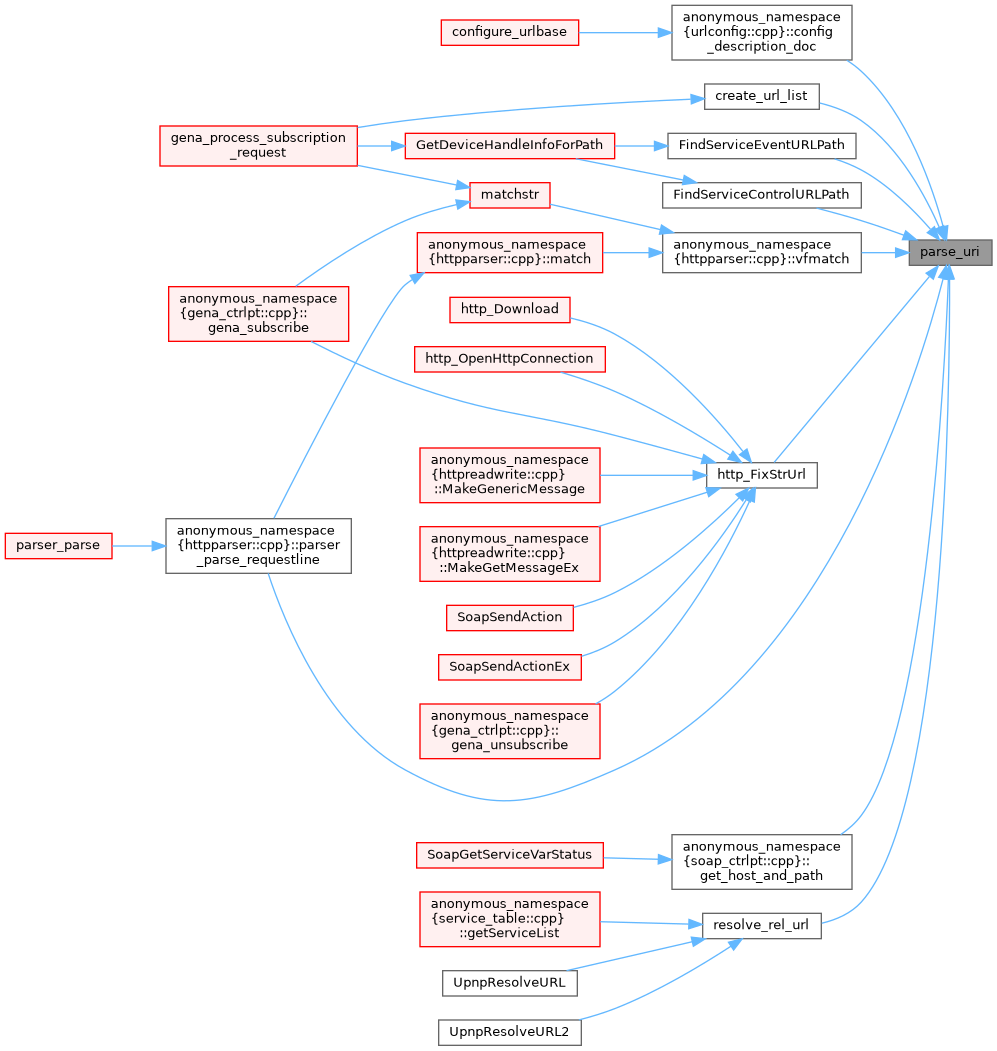 anonymous_namespace
{urlconfig::cpp}::config
_description_doc
configure_urlbase
create_url_list
gena_process_subscription
_request
GetDeviceHandleInfoForPath
FindServiceEventURLPath
matchstr
FindServiceControlURLPath
anonymous_namespace
{httpparser::cpp}::match
anonymous_namespace
{httpparser::cpp}::vfmatch
parse_uri
anonymous_namespace
{gena_ctrlpt::cpp}::
gena_subscribe
http_Download
http_OpenHttpConnection
anonymous_namespace
{httpreadwrite::cpp}
::MakeGenericMessage
http_FixStrUrl
parser_parse
anonymous_namespace
{httpparser::cpp}::parser
_parse_requestline
anonymous_namespace
{httpreadwrite::cpp}
::MakeGetMessageEx
SoapSendAction
SoapSendActionEx
anonymous_namespace
{gena_ctrlpt::cpp}::
gena_unsubscribe
SoapGetServiceVarStatus
anonymous_namespace
{soap_ctrlpt::cpp}::
get_host_and_path
anonymous_namespace
{service_table::cpp}
::getServiceList
resolve_rel_url
UpnpResolveURL
UpnpResolveURL2